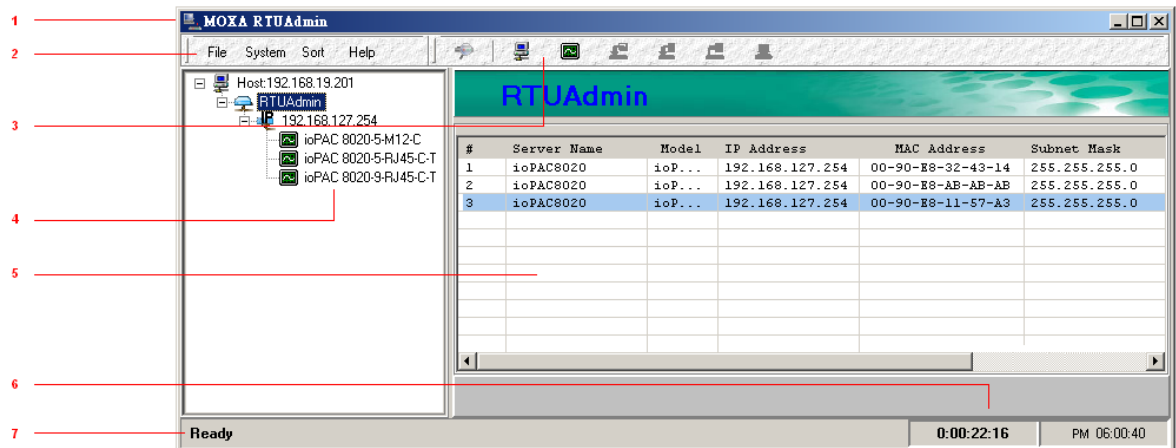 1 MOXA RTUAdmin
2 File System Sort Help
3
4
5
6
7
Host:192.168.19.201
RTUAdmin
IP 192.168.127.254
ioPAC 8020-5-M12-C
ioPAC 8020-5-RJ45-C-T
ioPAC 8020-9-RJ45-C-T
RTUAdmin
# Server Name Model IP Address MAC Address Subnet Mask
1 ioPAC8020 ioP... 192.168.127.254 00-90-E8-32-43-14 255.255.255.0
2 ioPAC8020 ioP... 192.168.127.254 00-90-E8-AB-AB-AB 255.255.255.0
3 ioPAC8020 ioP... 192.168.127.254 00-90-E8-11-57-A3 255.255.255.0
Ready 0:00:22:16 PM 06:00:40